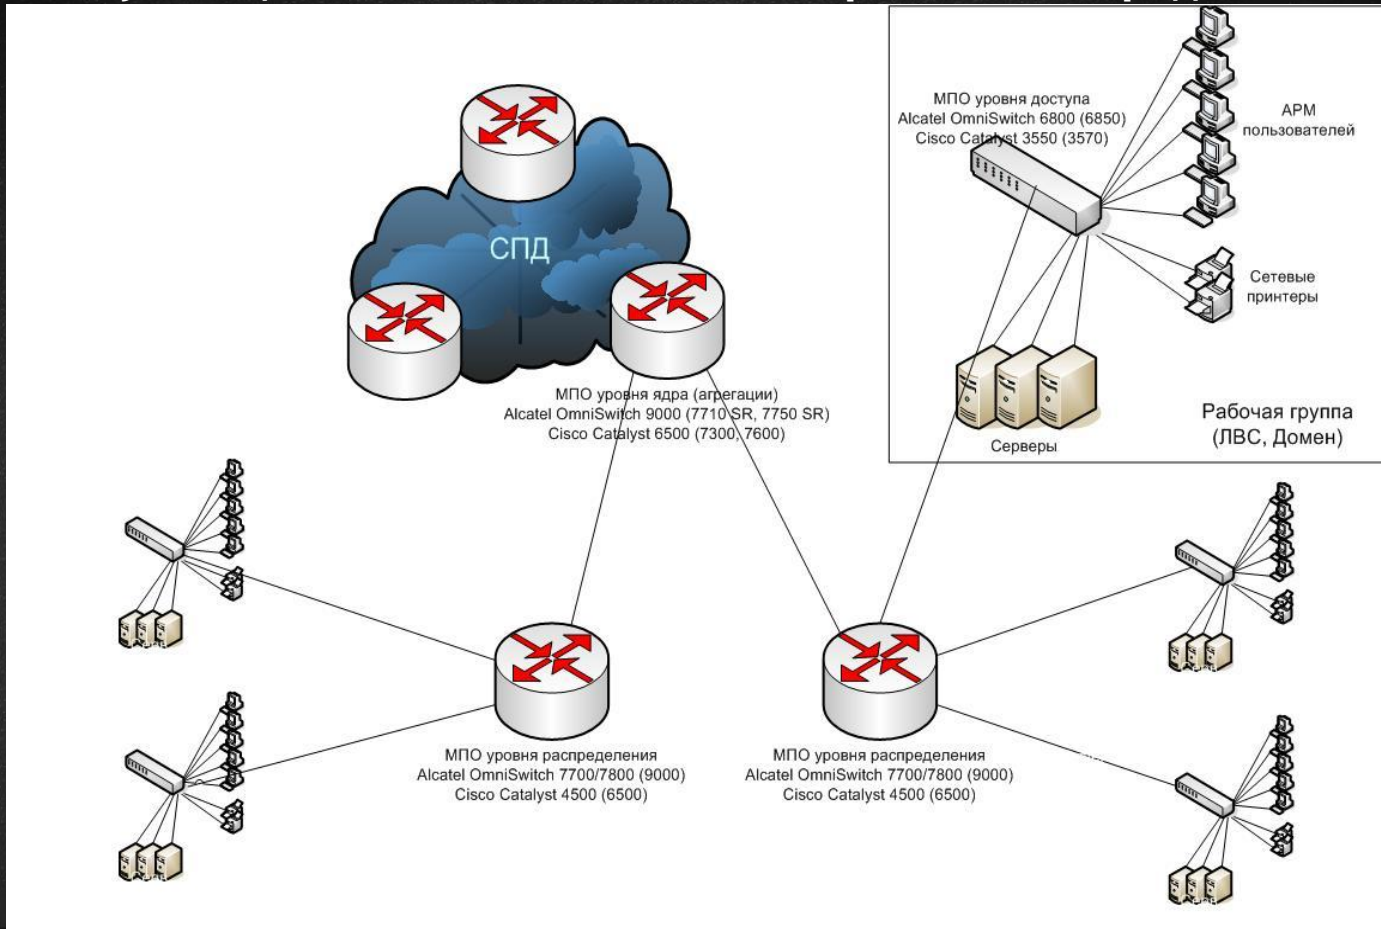 МПО уровня доступа
Alcatel OmniSwitch 6800 (6850)
Cisco Catalyst 3550 (3570)
АРМ
пользователей
СПД
Сетевые
принтеры
МПО уровня ядра (агрегации)
Alcatel OmniSwitch 9000 (7710 SR, 7750 SR)
Cisco Catalyst 6500 (7300, 7600)
Серверы
Рабочая группа
(ЛВС, Домен)
МПО уровня распределения
Alcatel OmniSwitch 7700/7800 (9000)
Cisco Catalyst 4500 (6500)
МПО уровня распределения
Alcatel OmniSwitch 7700/7800 (9000)
Cisco Catalyst 4500 (6500)